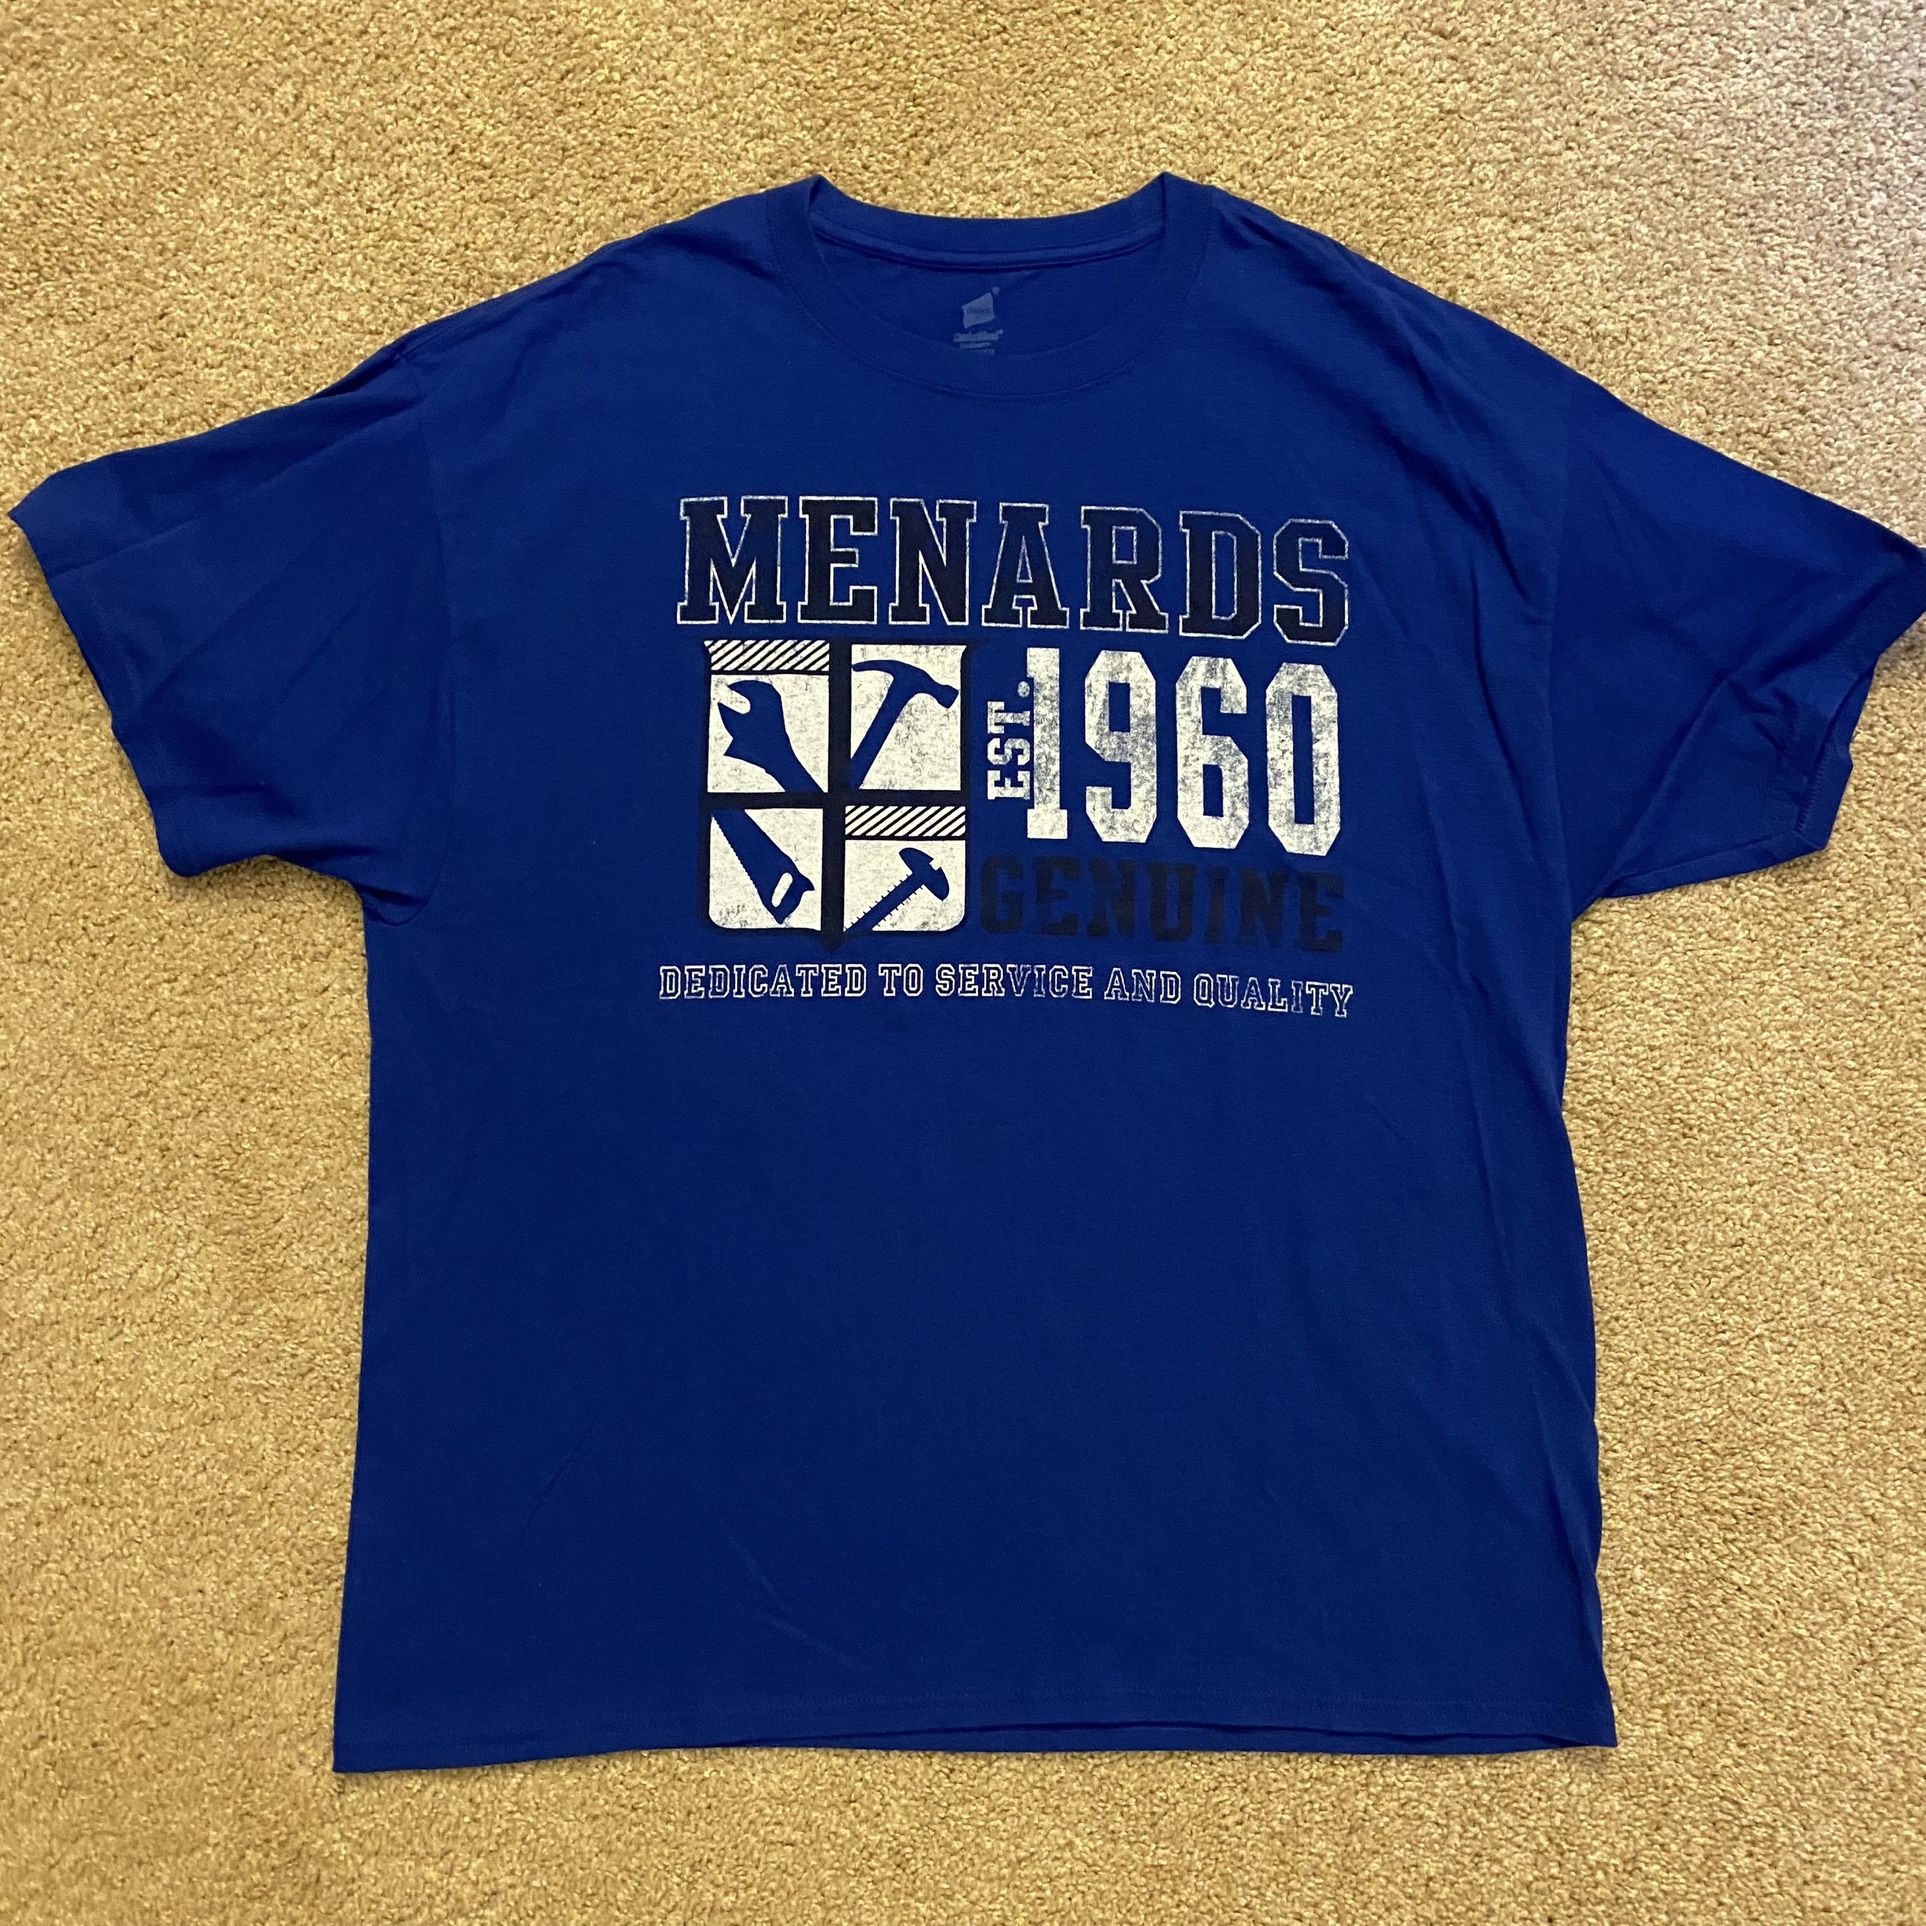 MENARDS
EST. 1960
GENUINE
DEDICATED TO SERVICE AND QUALITY